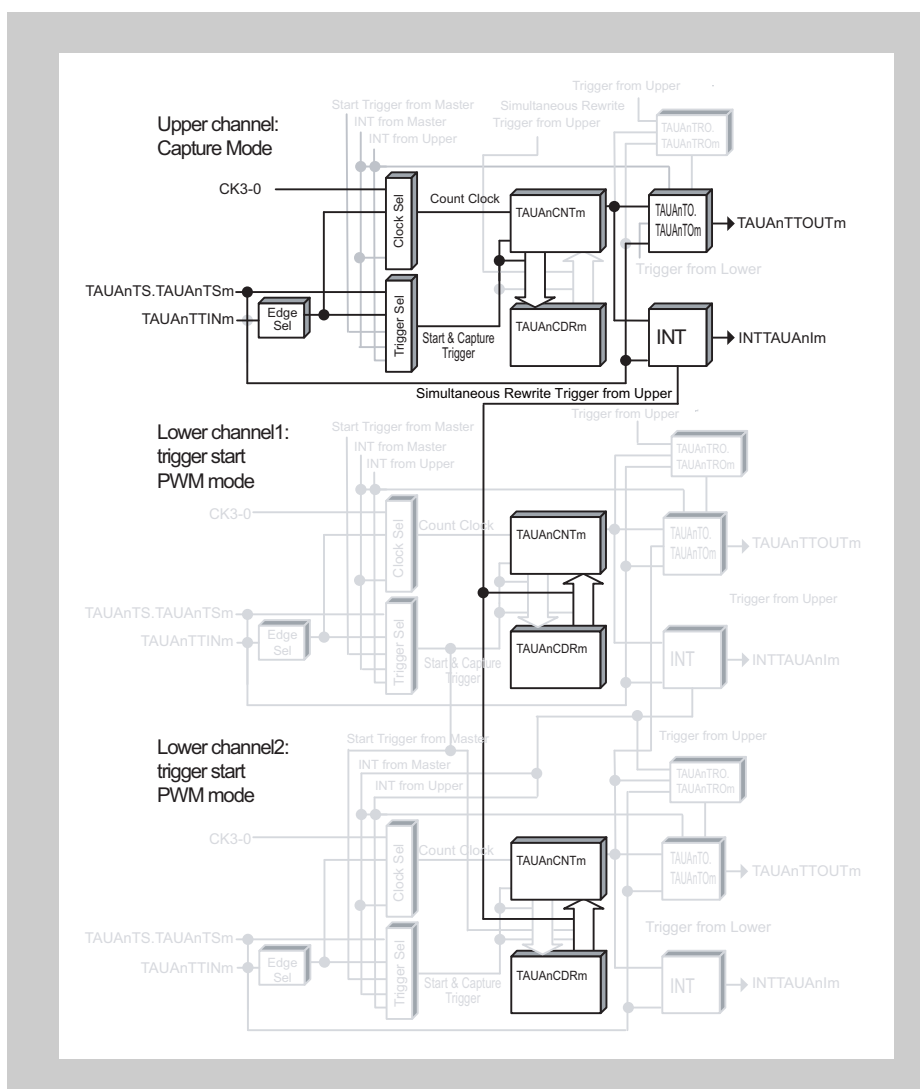 Trigger from Upper
Start Trigger from Master
Simultaneous Rewrite
Trigger from Upper
INT from Master
INT from Upper
Upper channel:
Capture Mode
TAUAnTRO.
TAUAnTROm
CK3-0
Clock Sel
Count Clock
TAUAnCNTm
TAUAnTO.
TAUAnTOm
TAUAnTTOUTm
Trigger from Lower
TAUAnTS.TAUAnTSm
TAUAnTTINm
Edge
Sel
Trigger Sel
Start & Capture
Trigger
TAUAnCDRm
INT
INTTAUAnIm
Simultaneous Rewrite Trigger from Upper
Trigger from Upper
Lower channel1:
trigger start
PWM mode
Start Trigger from Master
INT from Master
INT from Upper
TAUAnTRO.
TAUAnTROm
CK3-0
Clock Sel
Count Clock
TAUAnCNTm
TAUAnTO.
TAUAnTOm
TAUAnTTOUTm
Trigger from Upper
TAUAnTS.TAUAnTSm
TAUAnTTINm
Edge
Sel
Trigger Sel
Start & Capture
Trigger
TAUAnCDRm
INT
INTTAUAnIm
Lower channel2:
trigger start
PWM mode
Start Trigger from Master
INT from Master
INT from Upper
Trigger from Upper
TAUAnTRO.
TAUAnTROm
CK3-0
Clock Sel
Count Clock
TAUAnCNTm
TAUAnTO.
TAUAnTOm
TAUAnTTOUTm
Trigger from Lower
TAUAnTS.TAUAnTSm
TAUAnTTINm
Edge
Sel
Trigger Sel
Start & Capture
Trigger
TAUAnCDRm
INT
INTTAUAnIm